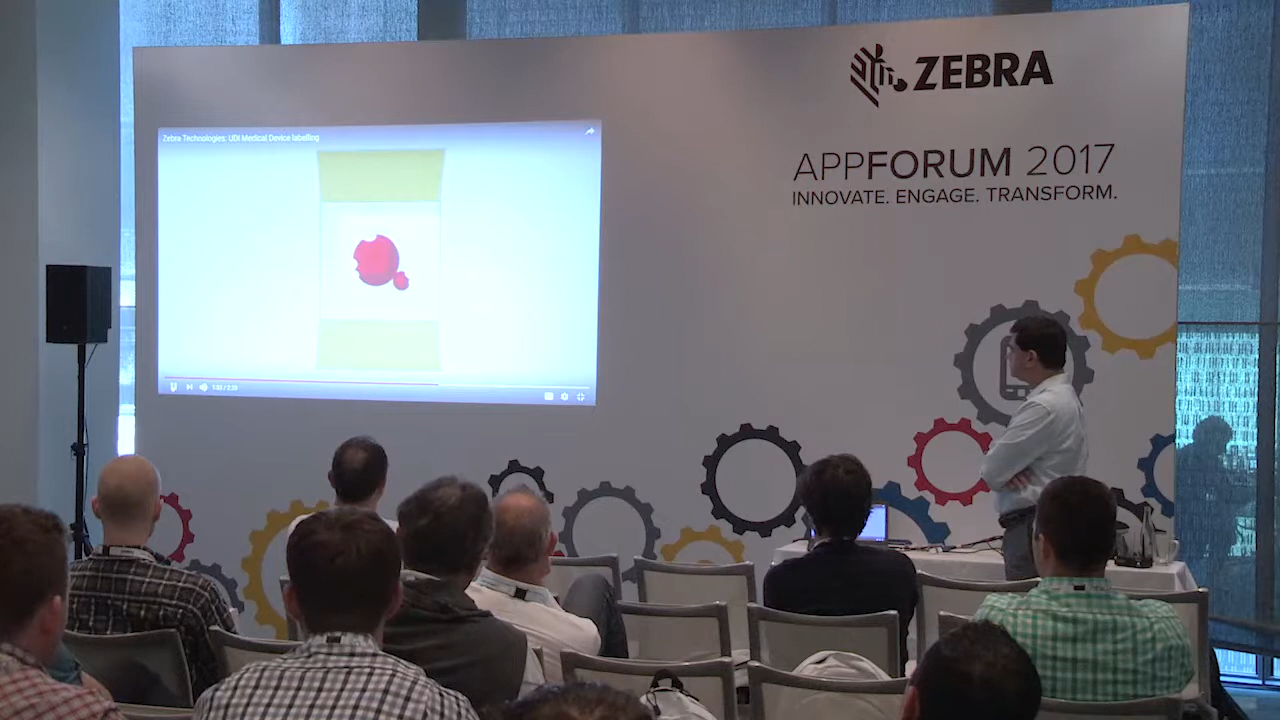 Zebra Technologies: UDI Medical Device labelling
ZEBRA
APPFORUM 2017
INNOVATE. ENGAGE. TRANSFORM.